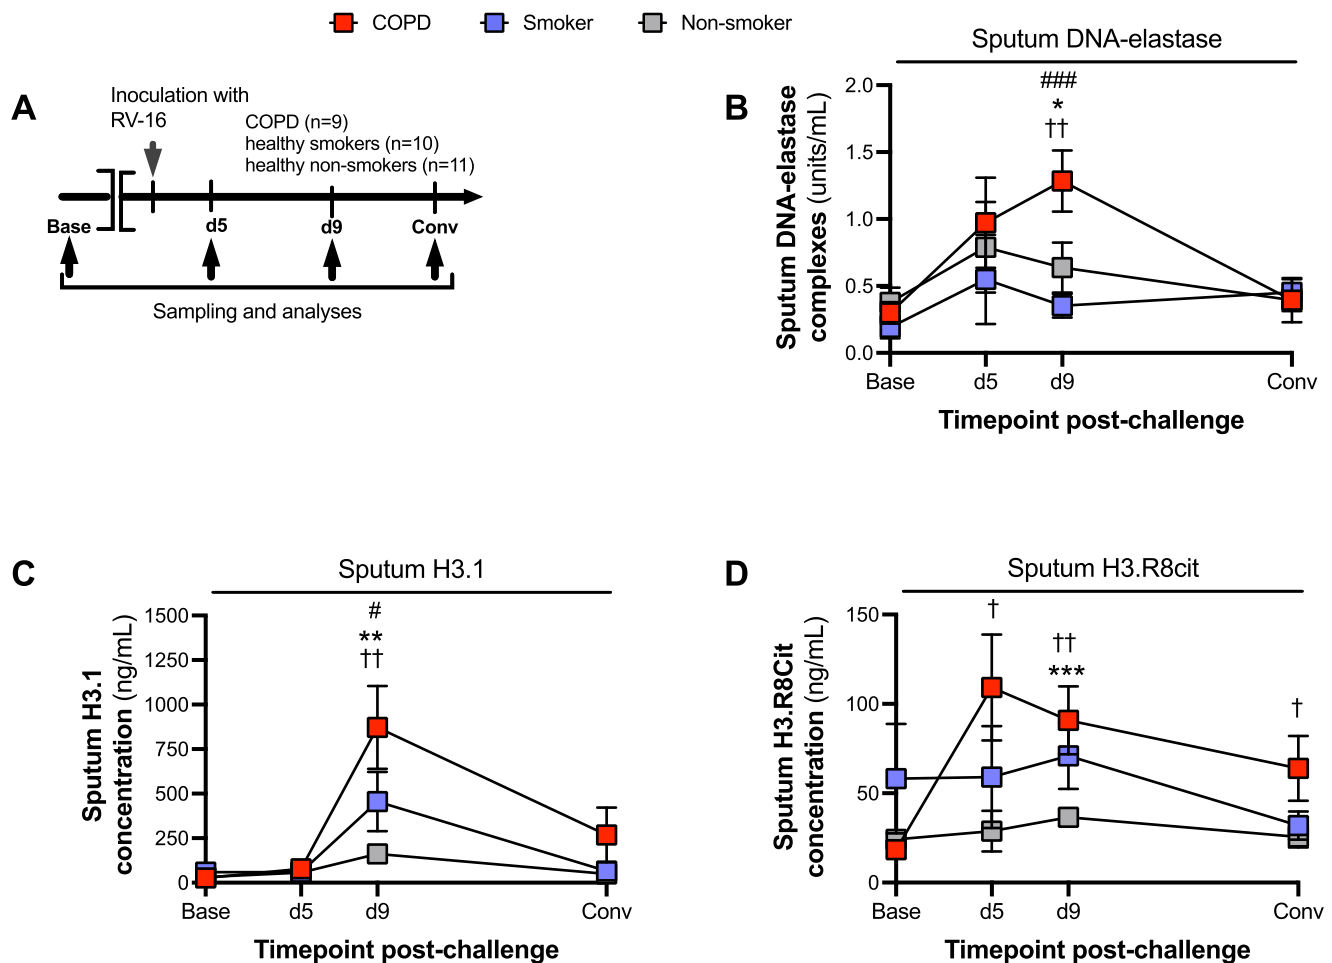 COPD Smoker Non-smoker
A
Inoculation with
RV-16
COPD (n=9)
healthy smokers (n=10)
healthy non-smokers (n=11)
Base d5 d9 Conv
Sampling and analyses
B
Sputum DNA-elastase
###
*
††
Sputum DNA-elastase
complexes (units/mL)
2.0
1.5
1.0
0.5
0.0
Base d5 d9 Conv
Timepoint post-challenge
C
Sputum H3.1
#
**
††
Sputum H3.1
concentration (ng/mL)
1500
1250
1000
750
500
250
0
Base d5 d9 Conv
Timepoint post-challenge
D
Sputum H3.R8cit
†
††
***
†
Sputum H3.R8Cit
concentration (ng/mL)
150
100
50
0
Base d5 d9 Conv
Timepoint post-challenge